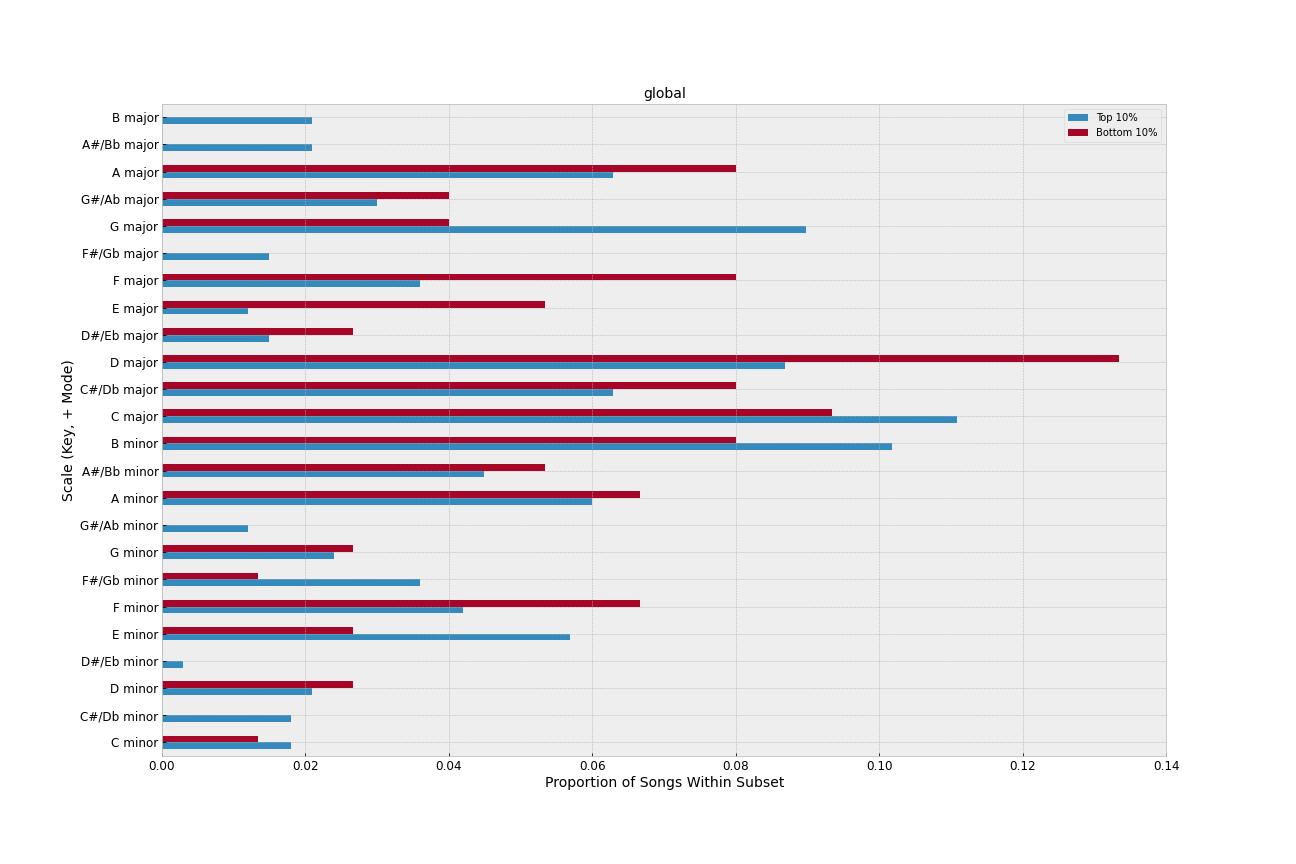 global
Top 10%
Bottom 10%
Scale (Key, + Mode)
B major
A#/Bb major
A major
G#/Ab major
G major
F#/Gb major
F major
E major
D#/Eb major
D major
C#/Db major
C major
B minor
A#/Bb minor
A minor
G#/Ab minor
G minor
F#/Gb minor
F minor
E minor
D#/Eb minor
D minor
C#/Db minor
C minor
0.00 0.02 0.04 0.06 0.08 0.10 0.12 0.14
Proportion of Songs Within Subset